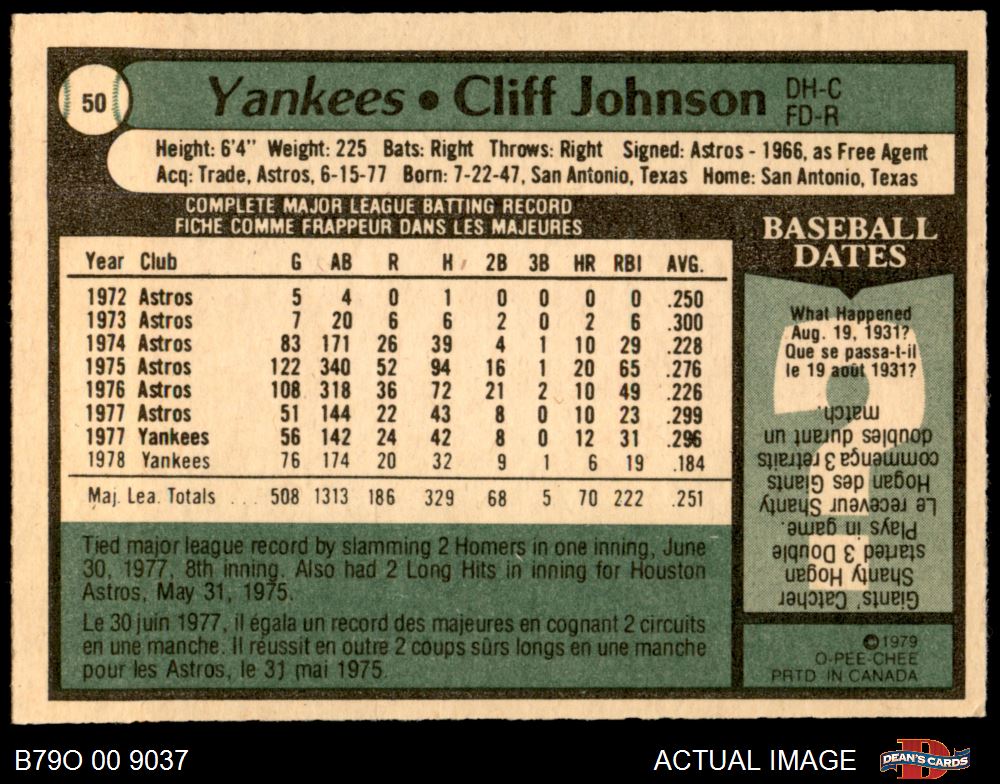 50
Yankees • Cliff Johnson DH-C
FD-R
Height: 6'4" Weight: 225 Bats: Right Throws: Right Signed: Astros - 1966, as Free Agent
Acq: Trade, Astros, 6-15-77 Born: 7-22-47, San Antonio, Texas Home: San Antonio, Texas
COMPLETE MAJOR LEAGUE BATTING RECORD
FICHE COMME FRAPPEUR DANS LES MAJEURES
Year Club G AB R H 2B 3B HR RBI AVG.
1972 Astros 5 4 0 1 0 0 0 0 .250
1973 Astros 7 20 6 6 2 0 2 6 .300
1974 Astros 83 171 26 39 4 1 10 29 .228
1975 Astros 122 340 52 94 16 1 20 65 .276
1976 Astros 108 318 36 72 21 2 10 49 .226
1977 Astros 51 144 22 43 8 0 10 23 .299
1977 Yankees 56 142 24 42 8 0 12 31 .296
1978 Yankees 76 174 20 32 9 1 6 19 .184
Maj. Lea. Totals . . . 508 1313 186 329 68 5 70 222 .251
Tied major league record by slamming 2 Homers in one inning, June
30, 1977, 8th inning. Also had 2 Long Hits in inning for Houston
Astros, May 31, 1975.
Le 30 juin 1977, il égala un record des majeures en cognant 2 circuits
en une manche. Il réussit en outre 2 coups sûrs longs en une manche
pour les Astros, le 31 mai 1975
BASEBALL
DATES
What Happened
Aug. 19, 1931?
Que se passa-t-il
le 19 août 1931?
Giants' Catcher
Shanty Hogan
started 3 Double
Plays in game.
Le receveur Shanty
Hogan des Giants
commença 3 retraits
doubles durant un
match.
©1979
O-PEE-CHEE
PRTD IN CANADA
B79O 00 9037
ACTUAL IMAGE
DEAN'S CARDS